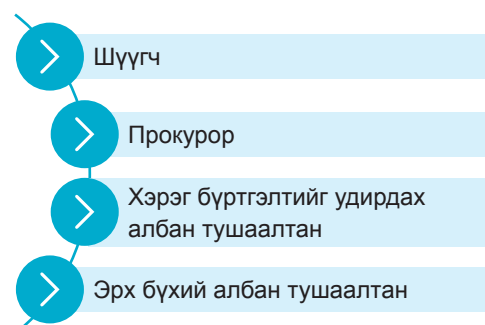 Шүүгч
Прокурор
Хэрэг бүртгэлтийг удирдах
албан тушаалтан
Эрх бүхий албан тушаалтан